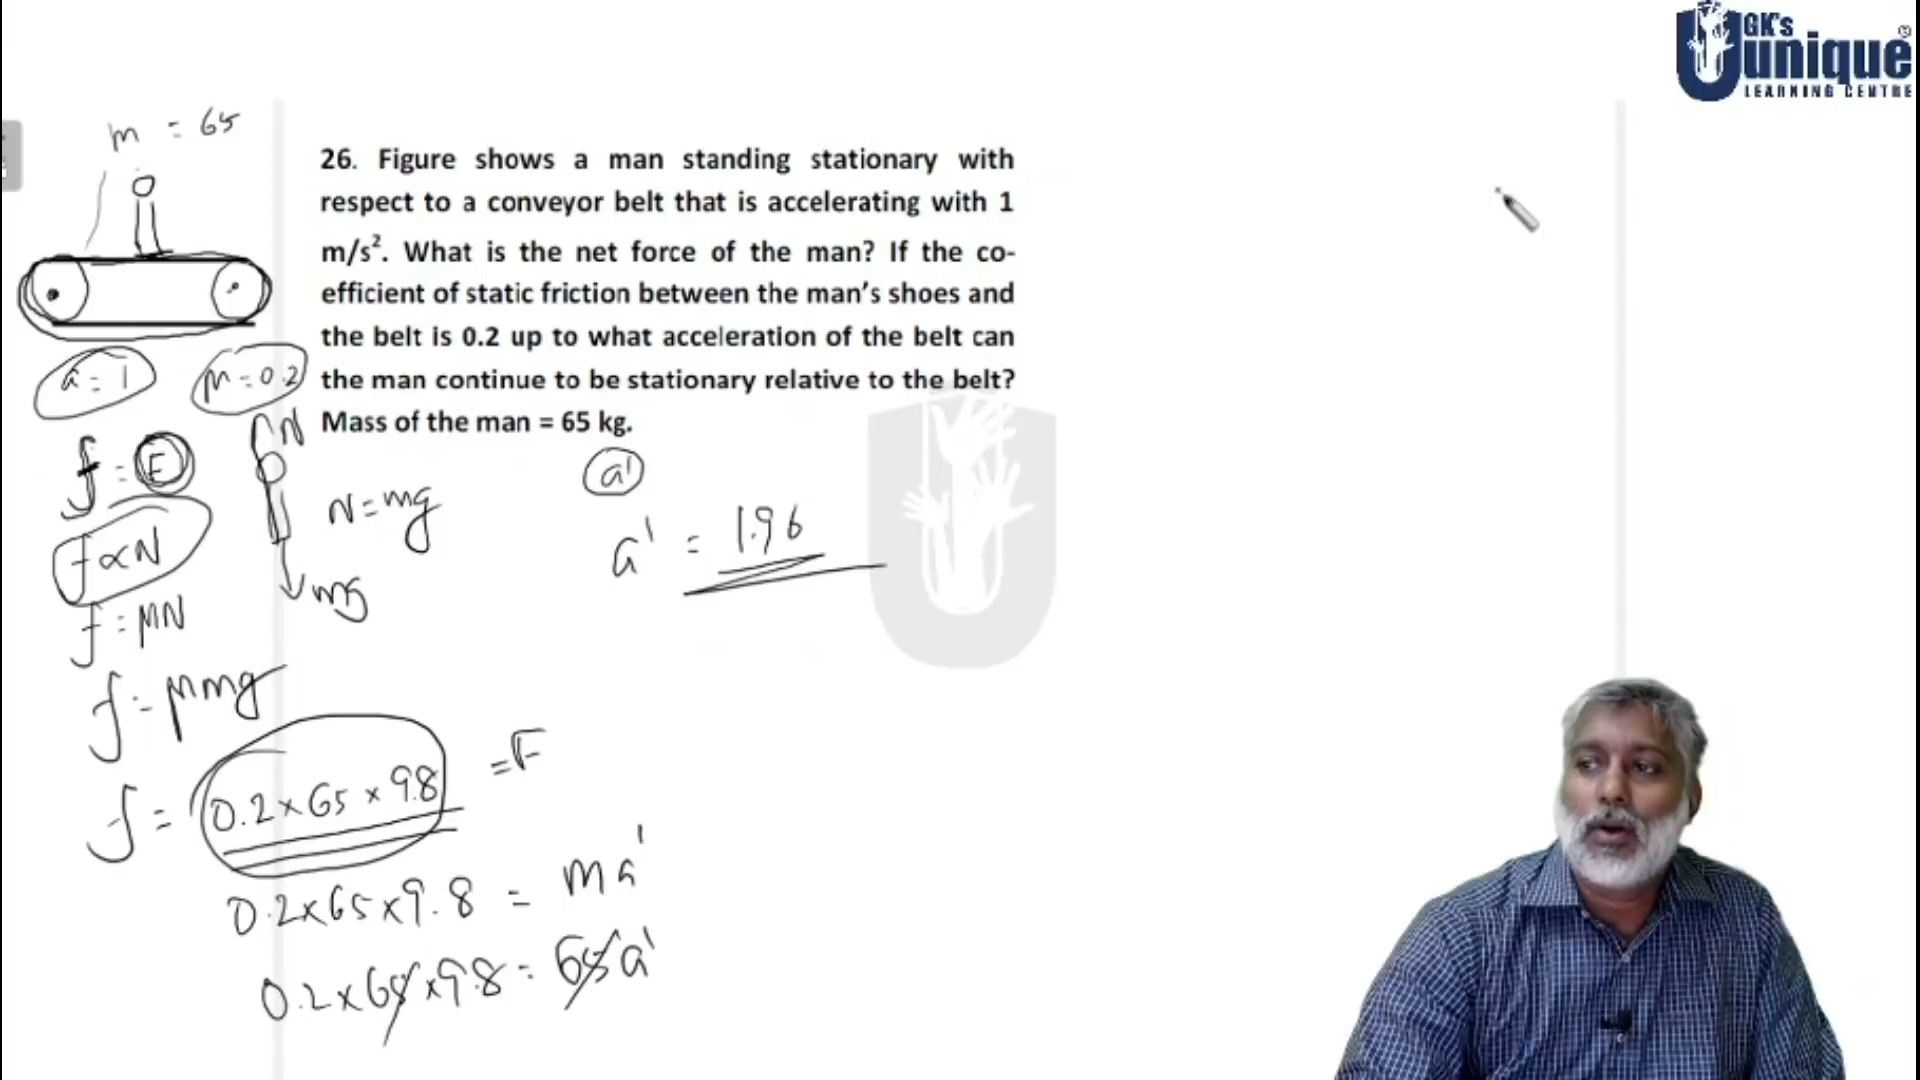 GK's
unique
LEARNING CENTRE
m = 65
26. Figure shows a man standing stationary with
respect to a conveyor belt that is accelerating with 1
m/s². What is the net force of the man? If the co-
efficient of static friction between the man's shoes and
the belt is 0.2 up to what acceleration of the belt can
the man continue to be stationary relative to the belt?
Mass of the man = 65 kg.
a = 1
μ = 0.2
f = F
N
N = mg
mg
f ∝ N
f = μN
f = μmg
f = 0.2 × 65 × 9.8 = F
0.2 × 65 × 9.8 = ma'
0.2 × 65 × 9.8 = 65 a'
a'
a' = 1.96